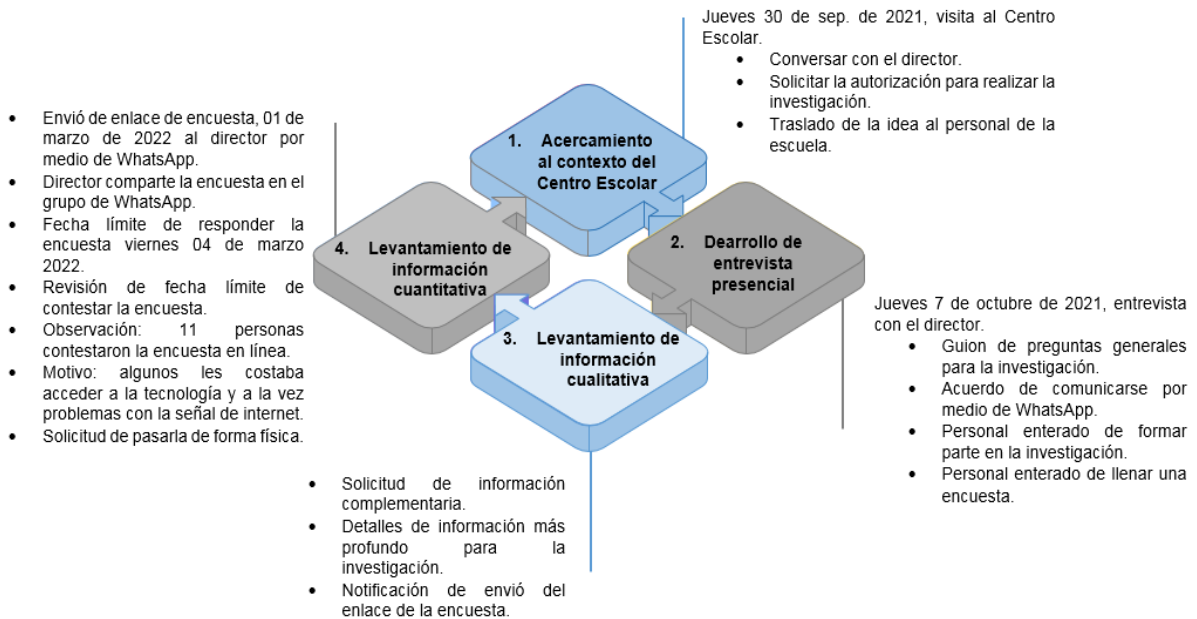 Jueves 30 de sep. de 2021, visita al Centro
Escolar.
• Conversar con el director.
• Solicitar la autorización para realizar la
investigación.
• Traslado de la idea al personal de la
escuela.
1. Acercamiento
al contexto del
Centro Escolar
2. Dearrollo de
entrevista
presencial
Jueves 7 de octubre de 2021, entrevista
con el director.
• Guion de preguntas generales
para la investigación.
• Acuerdo de comunicarse por
medio de WhatsApp.
• Personal enterado de formar
parte en la investigación.
• Personal enterado de llenar una
encuesta.
3. Levantamiento de
información
cualitativa
• Solicitud de información
complementaria.
• Detalles de información más
profundo para la
investigación.
• Notificación de envió del
enlace de la encuesta.
4. Levantamiento de
información
cuantitativa
• Envió de enlace de encuesta, 01 de
marzo de 2022 al director por
medio de WhatsApp.
• Director comparte la encuesta en el
grupo de WhatsApp.
• Fecha límite de responder la
encuesta viernes 04 de marzo
2022.
• Revisión de fecha límite de
contestar la encuesta.
• Observación: 11 personas
contestaron la encuesta en línea.
• Motivo: algunos les costaba
acceder a la tecnología y a la vez
problemas con la señal de internet.
• Solicitud de pasarla de forma física.